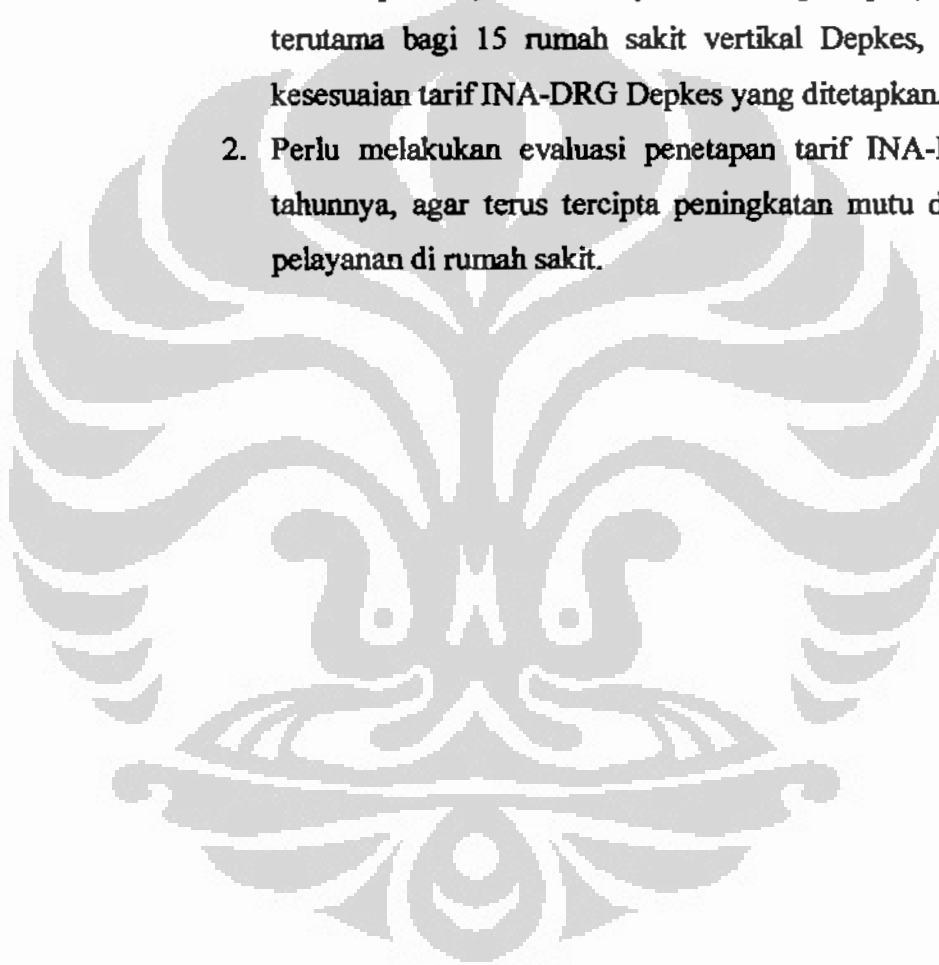 terutama bagi 15 rumah sakit vertikal Depkes,
kesesuaian tarif INA-DRG Depkes yang ditetapkan.
2. Perlu melakukan evaluasi penetapan tarif
tahunnya, agar terus tercipta peningkatan mutu
pelayanan di rumah sakit.